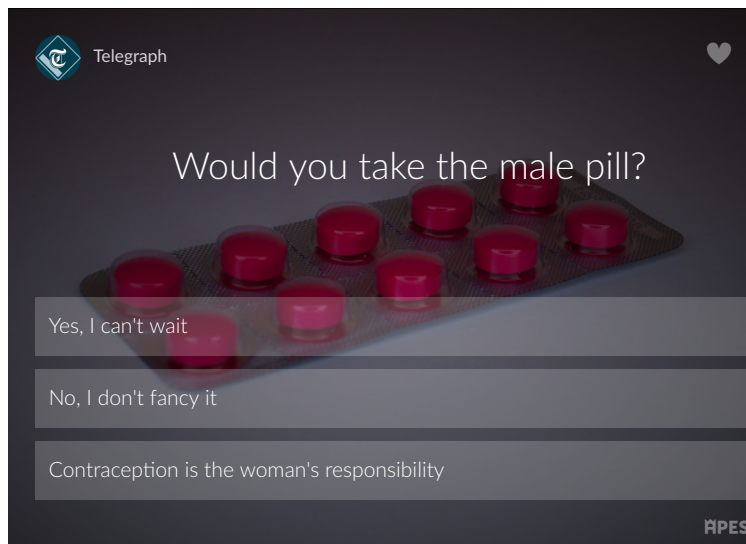 Telegraph
Would you take the male pill?
Yes, I can't wait
No, I don't fancy it
Contraception is the woman's responsibility
APES